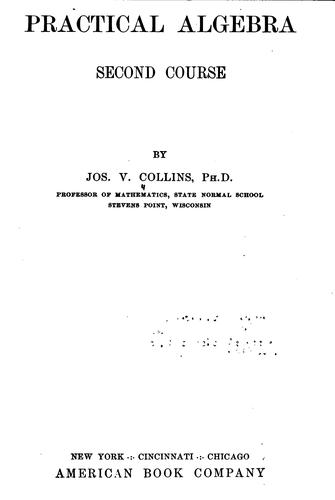 PRACTICAL ALGEBRA
SECOND COURSE
BY
JOS. V. COLLINS, PH.D.
PROFESSOR OF MATHEMATICS, STATE NORMAL SCHOOL
STEVENS POINT, WISCONSIN
NEW YORK ·:· CINCINNATI ·:· CHICAGO
AMERICAN BOOK COMPANY